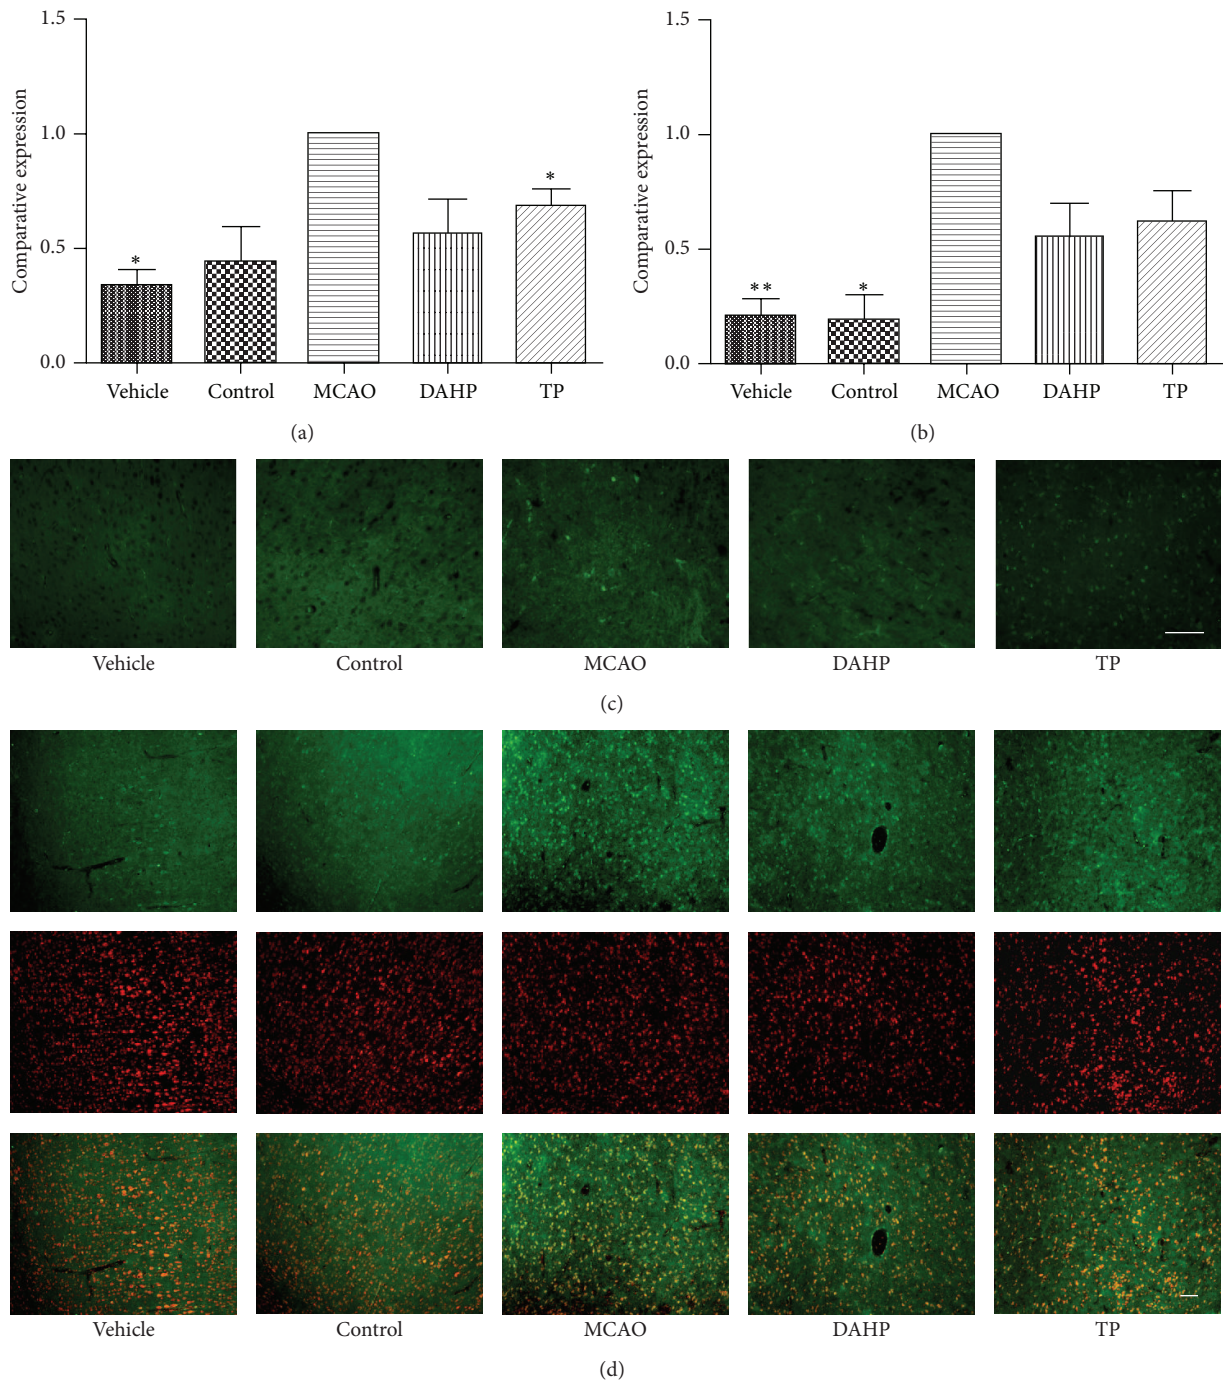 1.5
1.0
0.5
0.0
Comparative expression
*
*
Vehicle
Control
MCAO
DAHP
TP
(a)
1.5
1.0
0.5
0.0
Comparative expression
**
*
Vehicle
Control
MCAO
DAHP
TP
(b)
Vehicle
Control
MCAO
DAHP
TP
(c)
Vehicle
Control
MCAO
DAHP
TP
(d)